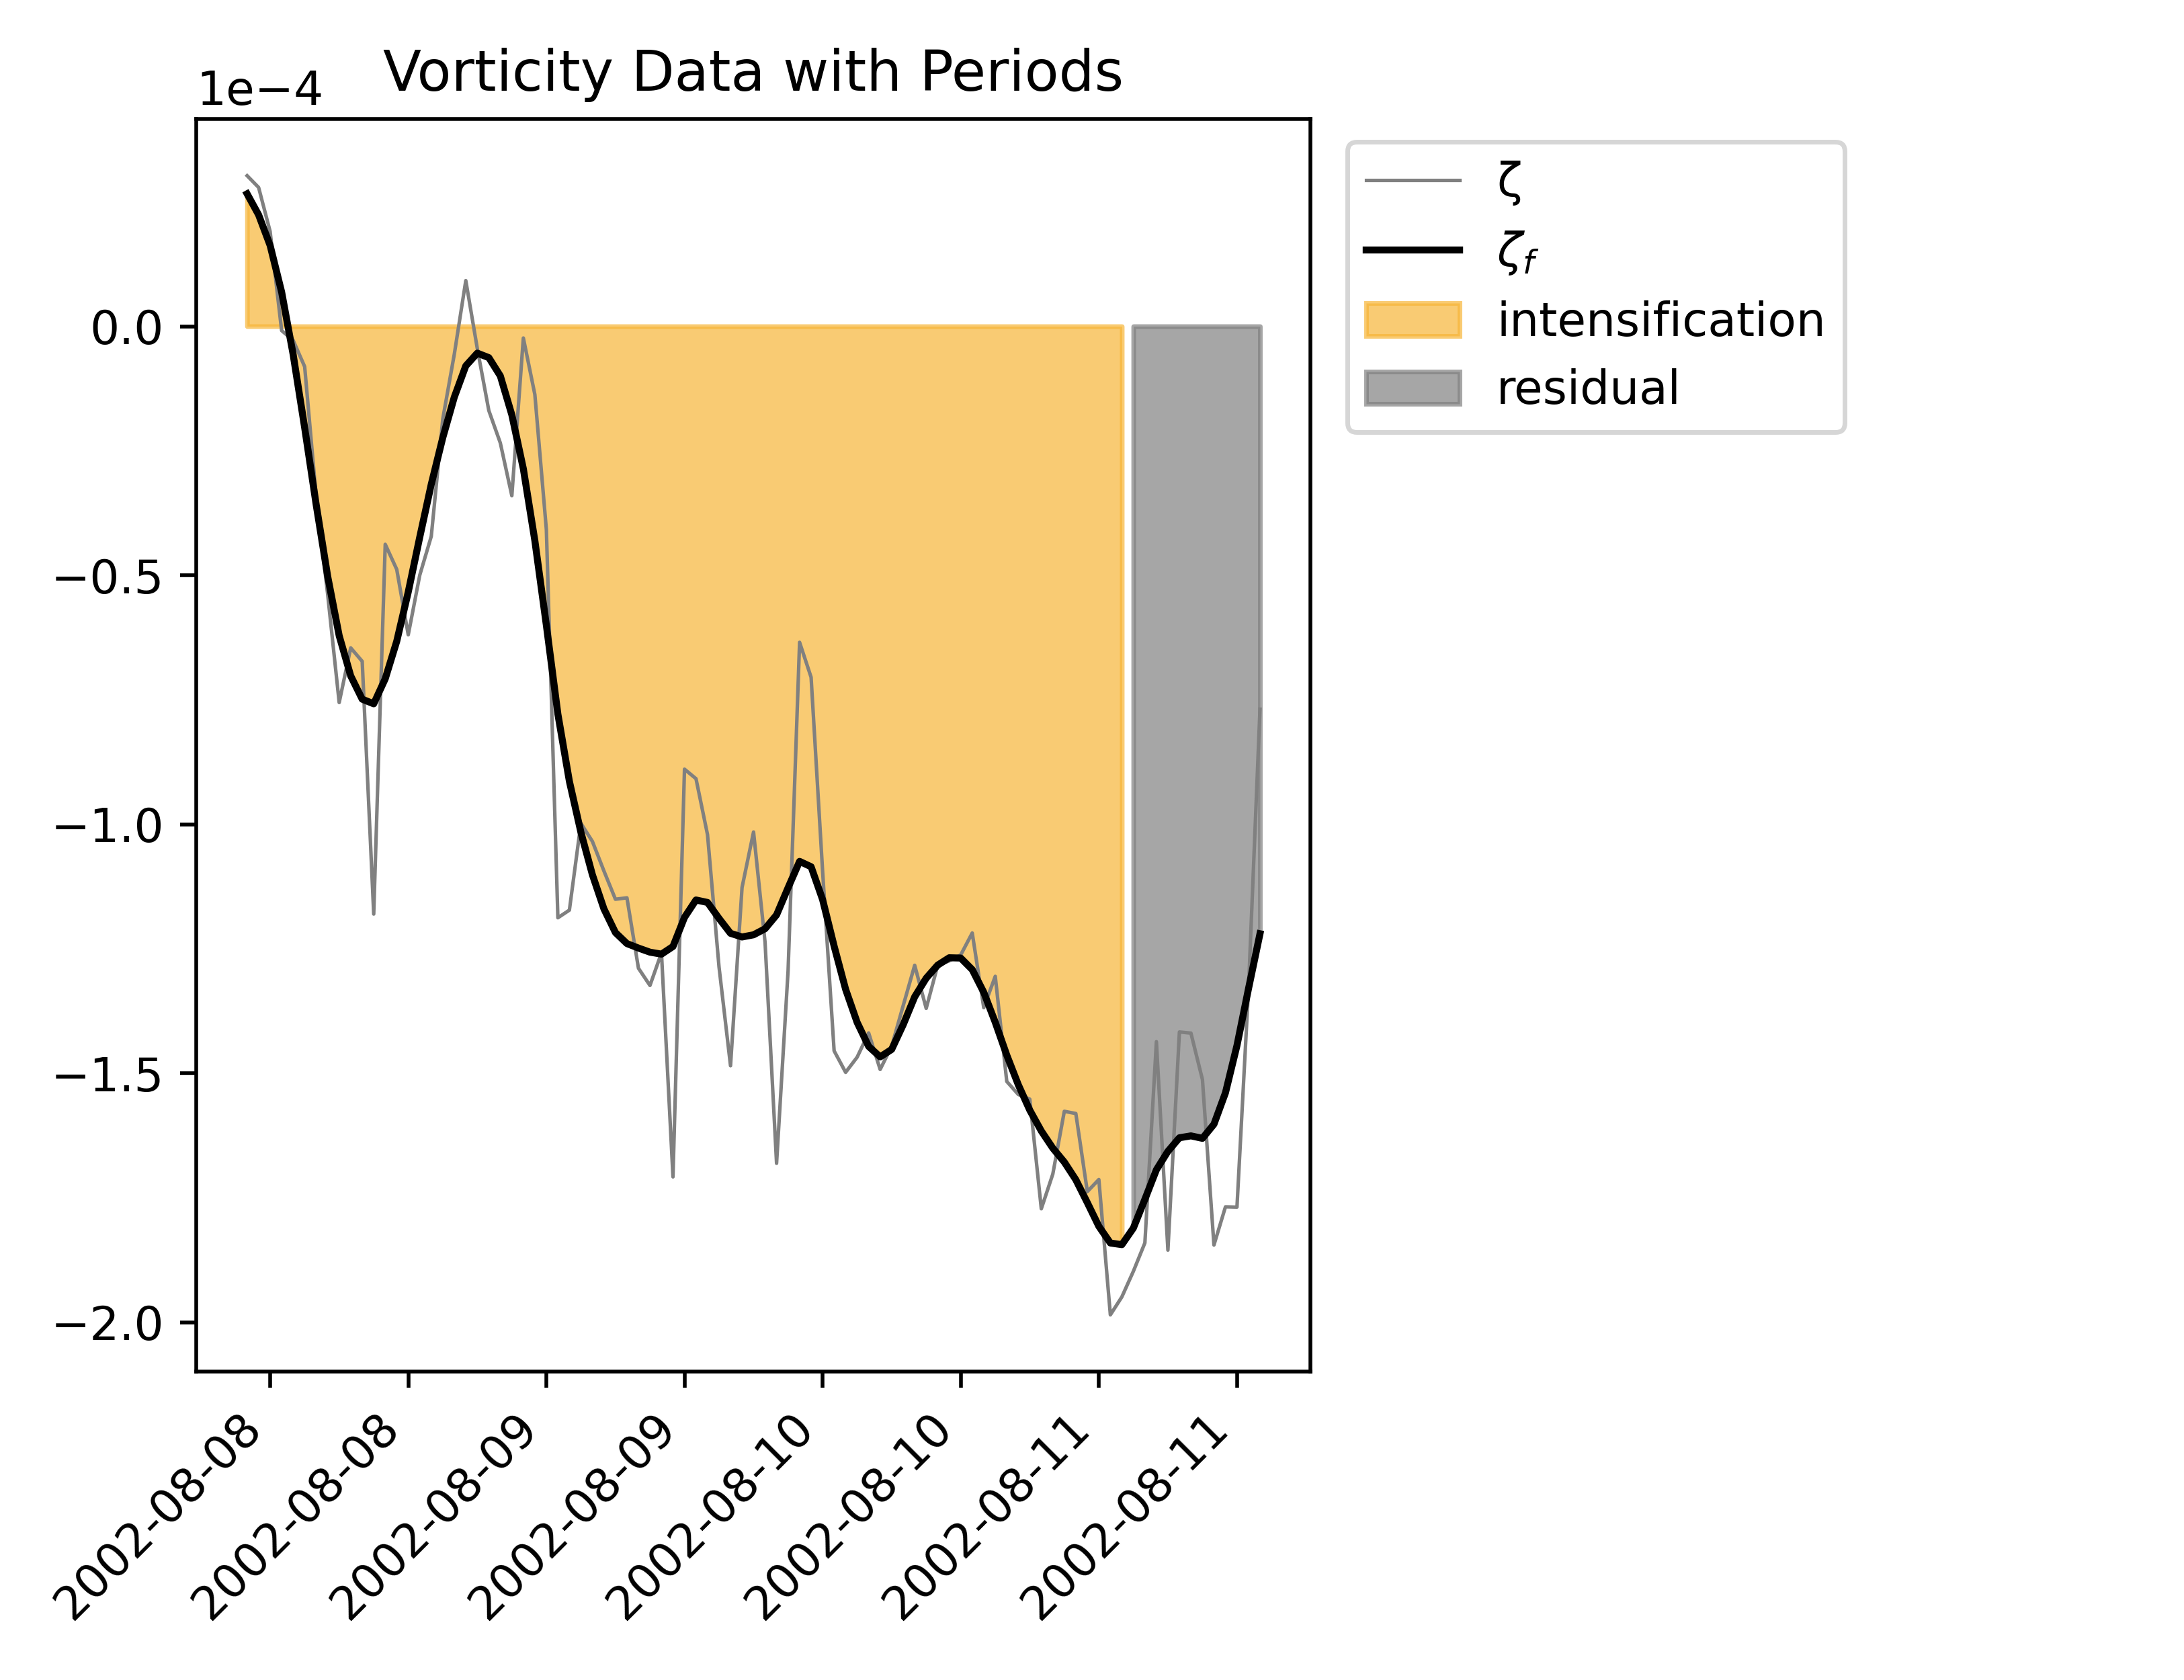 Vorticity Data with Periods
1e−4
0.0
−0.5
−1.0
−1.5
−2.0
2002-08-08
2002-08-08
2002-08-09
2002-08-09
2002-08-10
2002-08-10
2002-08-11
2002-08-11
ζ
ζf
intensification
residual